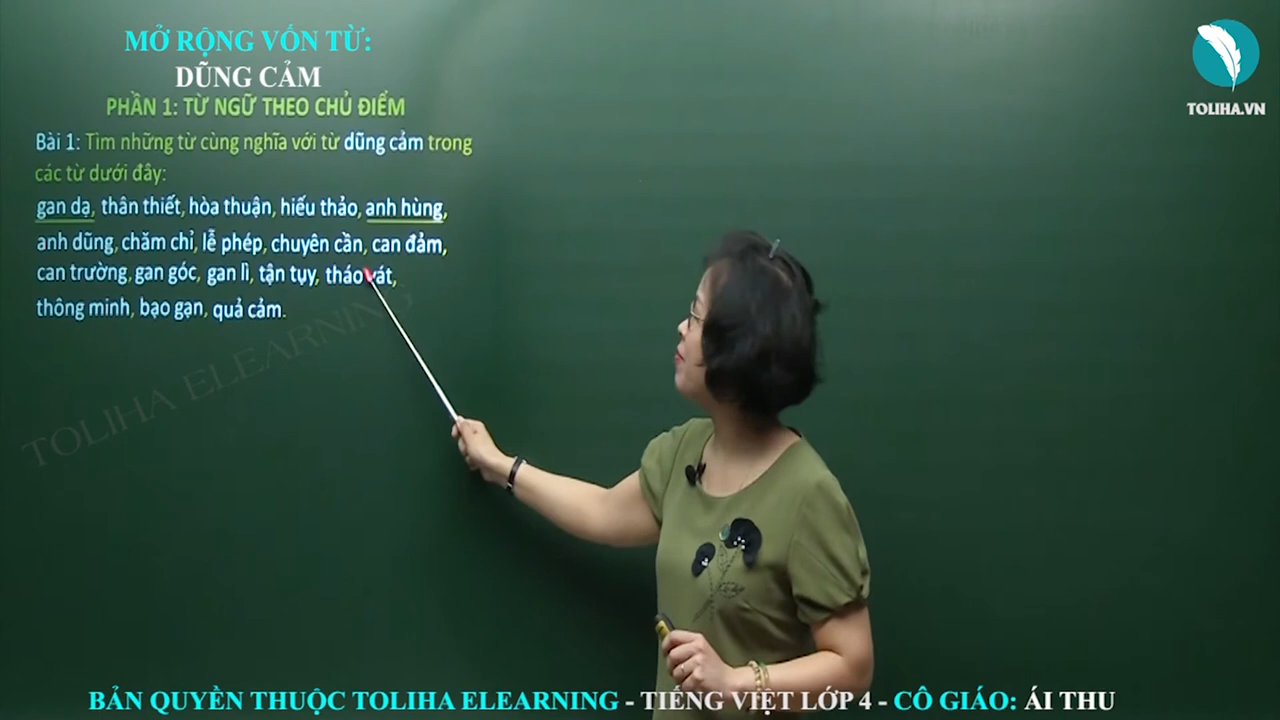 MỞ RỘNG VỐN TỪ:
DŨNG CẢM
PHẦN 1: TỪ NGỮ THEO CHỦ ĐIỂM
Bài 1: Tìm những từ cùng nghĩa với từ dũng cảm trong
các từ dưới đây:
gan dạ, thân thiết, hòa thuận, hiếu thảo, anh hùng,
anh dũng, chăm chỉ, lễ phép, chuyên cần, can đảm,
can trường, gan góc, gan lì, tận tụy, tháo vát,
thông minh, bạo gạn, quả cảm.
TOLIHA.VN
TOLIHA ELEARNING
BẢN QUYỀN THUỘC TOLIHA ELEARNING - TIẾNG VIỆT LỚP 4 - CÔ GIÁO: ÁI THU